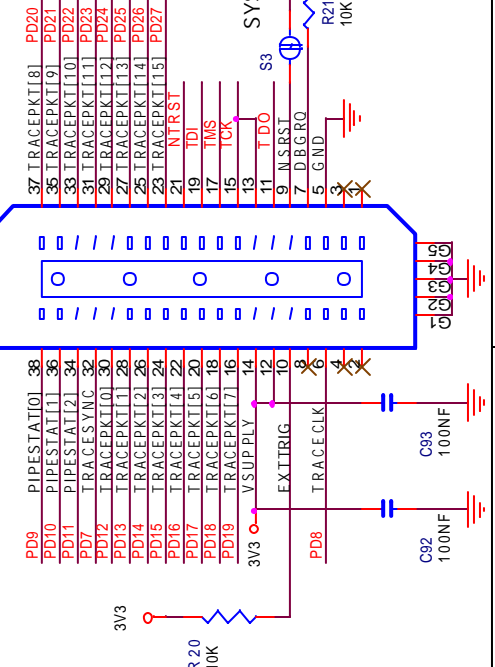 37 TRACEPKT[8] PD20
35 TRACEPKT[9] PD21
33 TRACEPKT[10] PD22
31 TRACEPKT[11] PD23
29 TRACEPKT[12] PD24
27 TRACEPKT[13] PD25
25 TRACEPKT[14] PD26
23 TRACEPKT[15] PD27
21 NTRST
19 TDI
17 TMS
15 TCK
13
11 TDO
9 NSRST
7 DBGRQ
5 GND
3
1
S3
SYS
R21
10K
G5
G4
G3
G2
G1
PD9 PIPESTAT[0] 38
PD10 PIPESTAT[1] 36
PD11 PIPESTAT[2] 34
PD7 TRACESYNC 32
PD12 TRACEPKT[0] 30
PD13 TRACEPKT[1] 28
PD14 TRACEPKT[2] 26
PD15 TRACEPKT[3] 24
PD16 TRACEPKT[4] 22
PD17 TRACEPKT[5] 20
PD18 TRACEPKT[6] 18
PD19 TRACEPKT[7] 16
3V3 VSUPPLY 14
12
EXTTRIG 10
8
PD8 TRACECLK 6
4
2
C93
100NF
C92
100NF
3V3
R20
10K